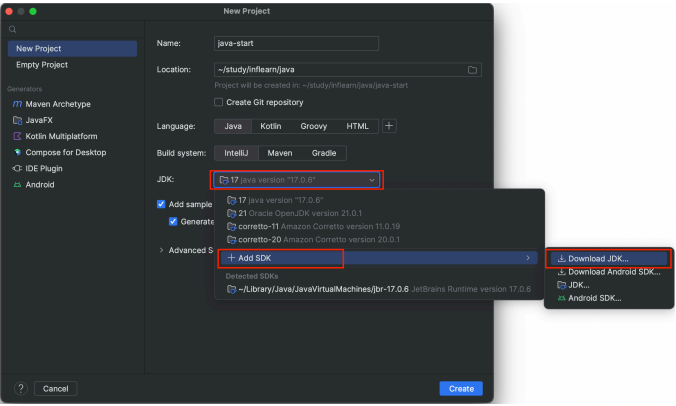 New Project
New Project
Empty Project
Generators
Maven Archetype
JavaFX
Kotlin Multiplatform
Compose for Desktop
IDE Plugin
Android
Name: java-start
Location: ~/study/inflearn/java
Project will be created in: ~/study/inflearn/java/java-start
Create Git repository
Language: Java Kotlin Groovy HTML +
Build system: IntelliJ Maven Gradle
JDK: 17 java version "17.0.6"
17 java version "17.0.6"
21 Oracle OpenJDK version 21.0.1
corretto-11 Amazon Corretto version 11.0.19
corretto-20 Amazon Corretto version 20.0.1
Add sample
Generate
Advanced S
+ Add SDK
Detected SDKs
~/Library/Java/JavaVirtualMachines/jbr-17.0.6 JetBrains Runtime version 17.0.6
Download JDK...
Download Android SDK...
JDK...
Android SDK...
? Cancel Create